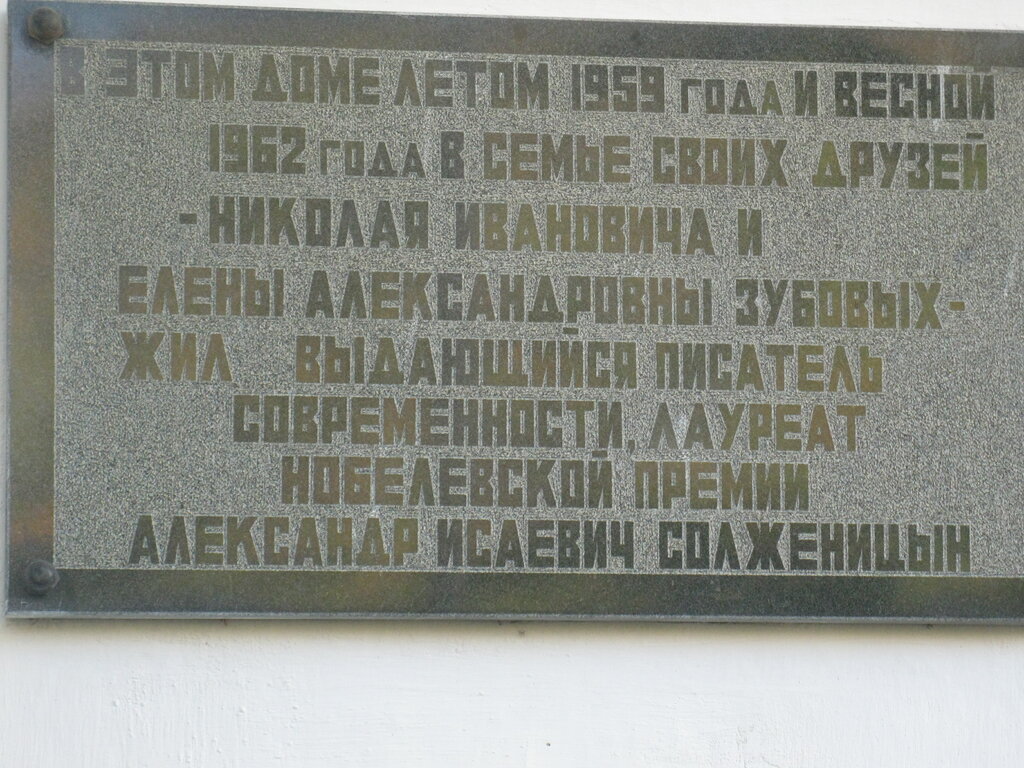 В ЭТОМ ДОМЕ ЛЕТОМ 1959 ГОДА И ВЕСНОЙ
1962 ГОДА В СЕМЬЕ СВОИХ ДРУЗЕЙ
-НИКОЛАЯ ИВАНОВИЧА И
ЕЛЕНЫ АЛЕКСАНДРОВНЫ ЗУБОВЫХ-
ЖИЛ ВЫДАЮЩИЙСЯ ПИСАТЕЛЬ
СОВРЕМЕННОСТИ, ЛАУРЕАТ
НОБЕЛЕВСКОЙ ПРЕМИИ
АЛЕКСАНДР ИСАЕВИЧ СОЛЖЕНИЦЫН